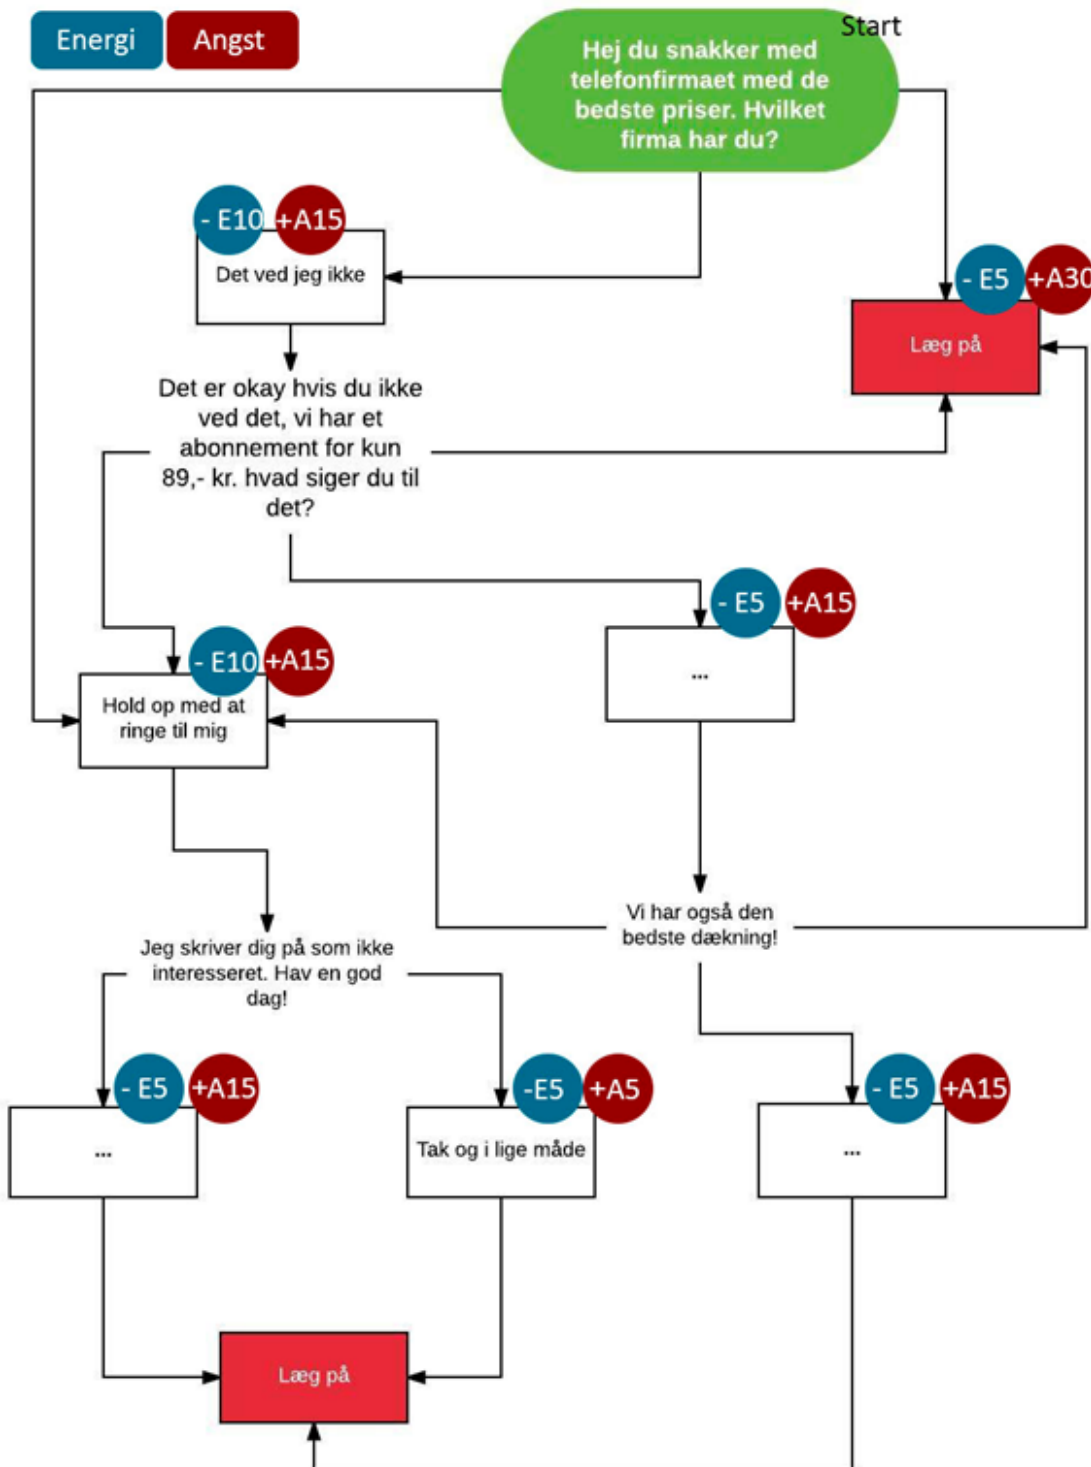 Energi
Angst
Start
Hej du snakker med
telefonfirmaet med de
bedste priser. Hvilket
firma har du?
- E10
+A15
Det ved jeg ikke
- E5
+A30
Læg på
Det er okay hvis du ikke
ved det, vi har et
abonnement for kun
89,- kr. hvad siger du til
det?
- E5
+A15
...
- E10
+A15
Hold op med at
ringe til mig
Vi har også den
bedste dækning!
Jeg skriver dig på som ikke
interesseret. Hav en god
dag!
- E5
+A15
...
-E5
+A5
Tak og i lige måde
- E5
+A15
...
Læg på